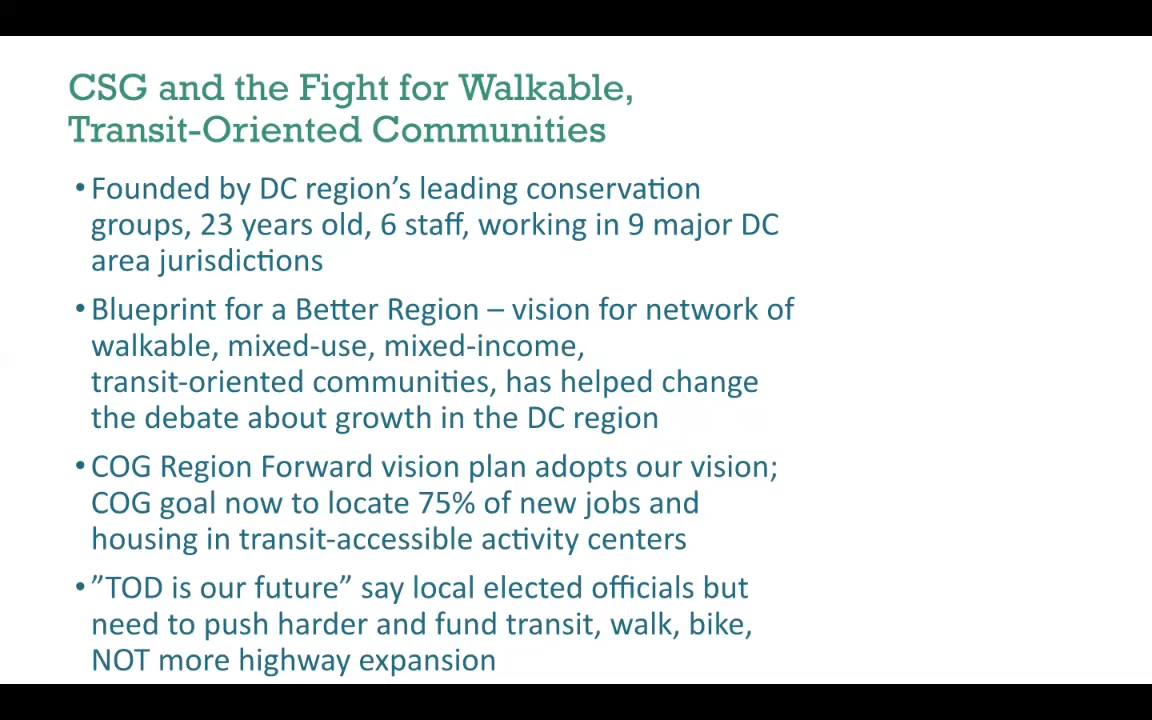 CSG and the Fight for Walkable,
Transit-Oriented Communities
•Founded by DC region’s leading conservation
groups, 23 years old, 6 staff, working in 9 major DC
area jurisdictions
•Blueprint for a Better Region – vision for network of
walkable, mixed-use, mixed-income,
transit-oriented communities, has helped change
the debate about growth in the DC region
•COG Region Forward vision plan adopts our vision;
COG goal now to locate 75% of new jobs and
housing in transit-accessible activity centers
•”TOD is our future” say local elected officials but
need to push harder and fund transit, walk, bike,
NOT more highway expansion